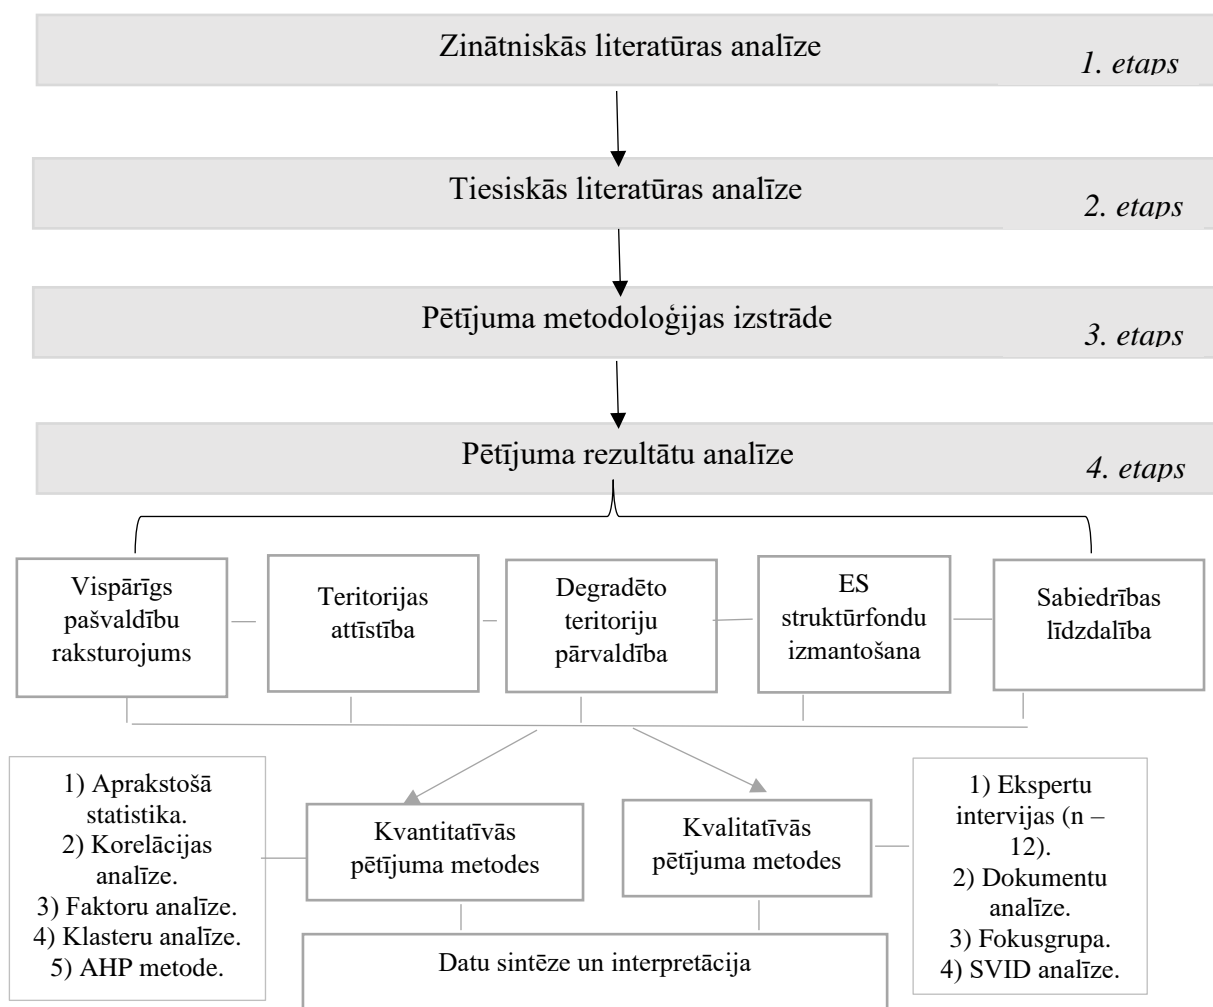 Zinātniskās literatūras analīze
1. etaps
Tiesiskās literatūras analīze
2. etaps
Pētījuma metodoloģijas izstrāde
3. etaps
Pētījuma rezultātu analīze
4. etaps
Vispārīgs
pašvaldību
raksturojums
Teritorijas
attīstība
Degradēto
teritoriju
pārvaldība
ES
struktūrfondu
izmantošana
Sabiedrības
līdzdalība
1) Aprakstošā
statistika.
2) Korelācijas
analīze.
3) Faktoru analīze.
4) Klasteru analīze.
5) AHP metode.
Kvantitatīvās
pētījuma metodes
Kvalitatīvās
pētījuma metodes
1) Ekspertu
intervijas (n –
12).
2) Dokumentu
analīze.
3) Fokusgrupa.
4) SVID analīze.
Datu sintēze un interpretācija